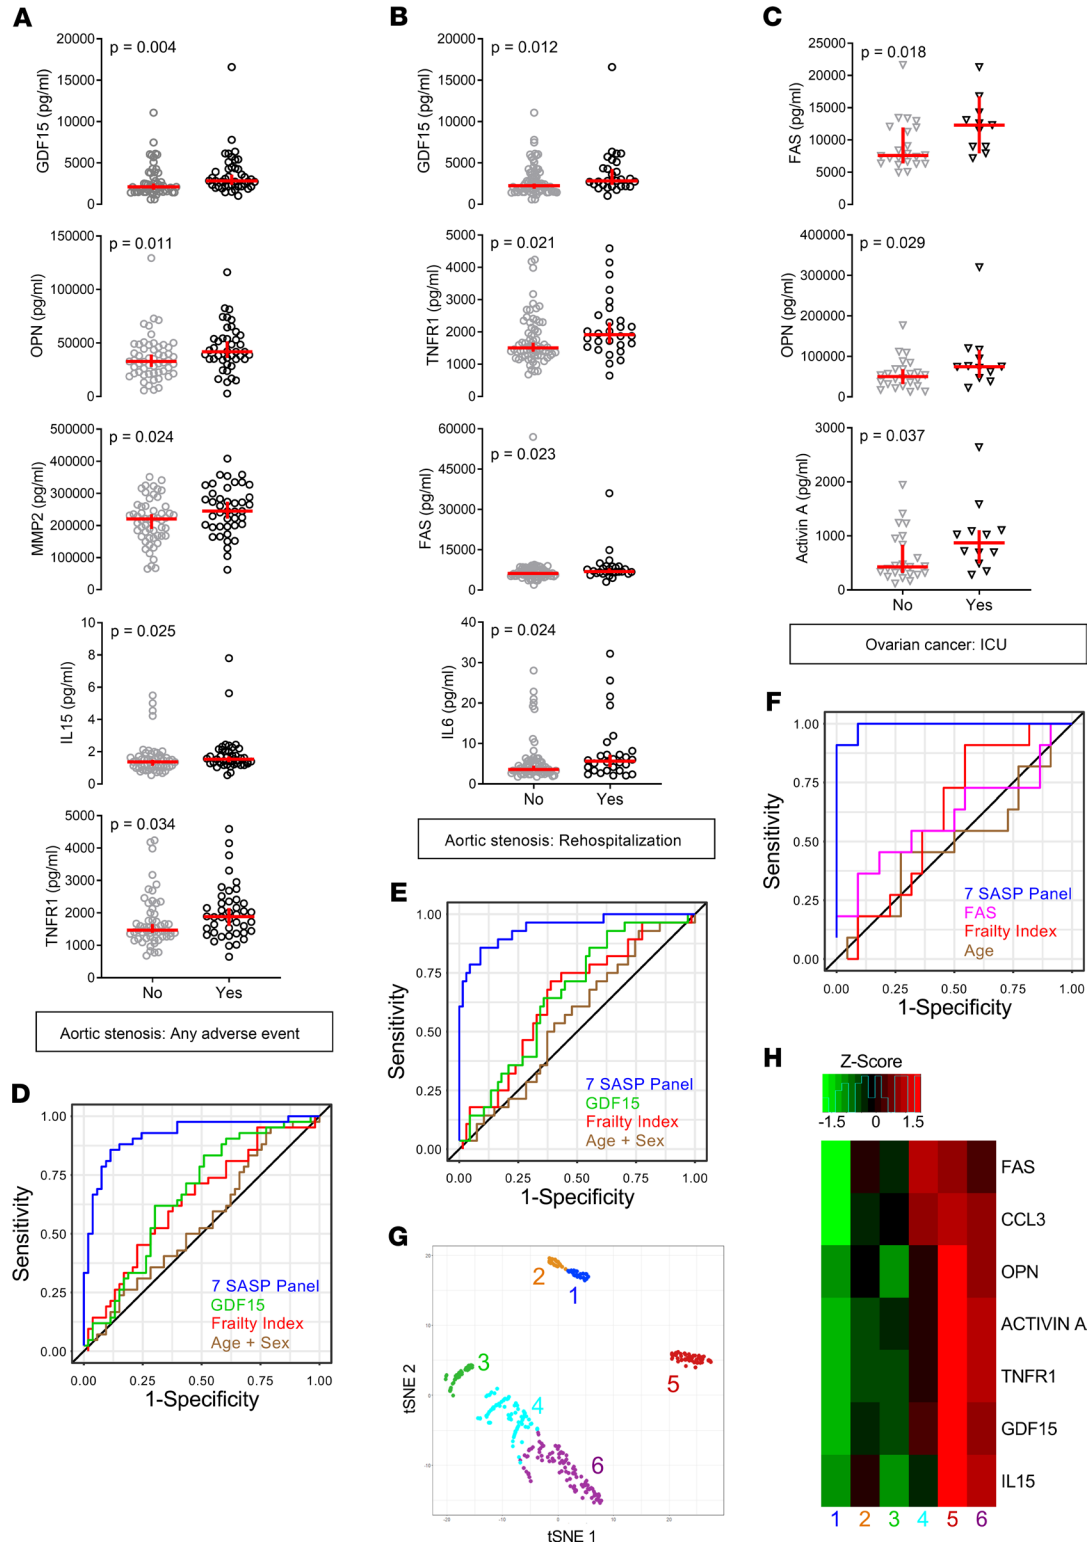 A
p = 0.004
GDF15 (pg/ml)
20000
15000
10000
5000
0
p = 0.011
OPN (pg/ml)
150000
100000
50000
0
p = 0.024
MMP2 (pg/ml)
500000
400000
300000
200000
100000
0
p = 0.025
IL15 (pg/ml)
10
8
6
4
2
0
p = 0.034
TNFR1 (pg/ml)
5000
4000
3000
2000
1000
0
No Yes
Aortic stenosis: Any adverse event
B
p = 0.012
GDF15 (pg/ml)
20000
15000
10000
5000
0
p = 0.021
TNFR1 (pg/ml)
5000
4000
3000
2000
1000
0
p = 0.023
FAS (pg/ml)
60000
45000
30000
15000
0
p = 0.024
IL6 (pg/ml)
40
30
20
10
0
No Yes
Aortic stenosis: Rehospitalization
C
p = 0.018
FAS (pg/ml)
25000
20000
15000
10000
5000
0
p = 0.029
OPN (pg/ml)
400000
300000
200000
100000
0
p = 0.037
Activin A (pg/ml)
3000
2000
1000
0
No Yes
Ovarian cancer: ICU
D
Sensitivity
1.00
0.75
0.50
0.25
0.00
7 SASP Panel
GDF15
Frailty Index
Age + Sex
0.00 0.25 0.50 0.75 1.00
1-Specificity
E
Sensitivity
1.00
0.75
0.50
0.25
0.00
7 SASP Panel
GDF15
Frailty Index
Age + Sex
0.00 0.25 0.50 0.75 1.00
1-Specificity
F
Sensitivity
1.00
0.75
0.50
0.25
0.00
7 SASP Panel
FAS
Frailty Index
Age
0.00 0.25 0.50 0.75 1.00
1-Specificity
G
tSNE 2
20
10
0
-10
2
1
3
4
5
6
-20 -10 0 10 20
tSNE 1
H
Z-Score
-1.5 0 1.5
FAS
CCL3
OPN
ACTIVIN A
TNFR1
GDF15
IL15
1 2 3 4 5 6